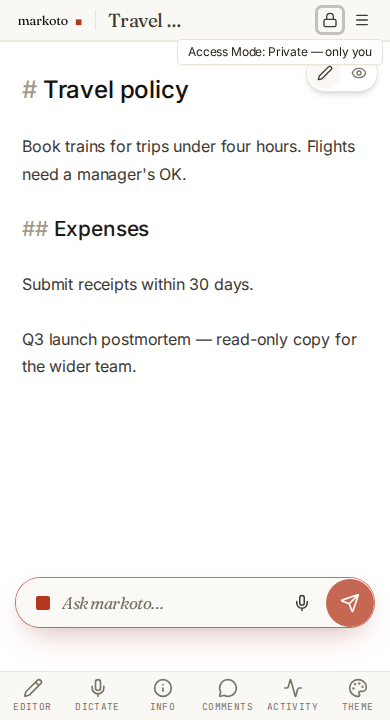 markoto
Travel ...
Access Mode: Private — only you
# Travel policy
Book trains for trips under four hours. Flights
need a manager's OK.
## Expenses
Submit receipts within 30 days.
Q3 launch postmortem — read-only copy for
the wider team.
Ask markoto...
EDITOR DICTATE INFO COMMENTS ACTIVITY THEME